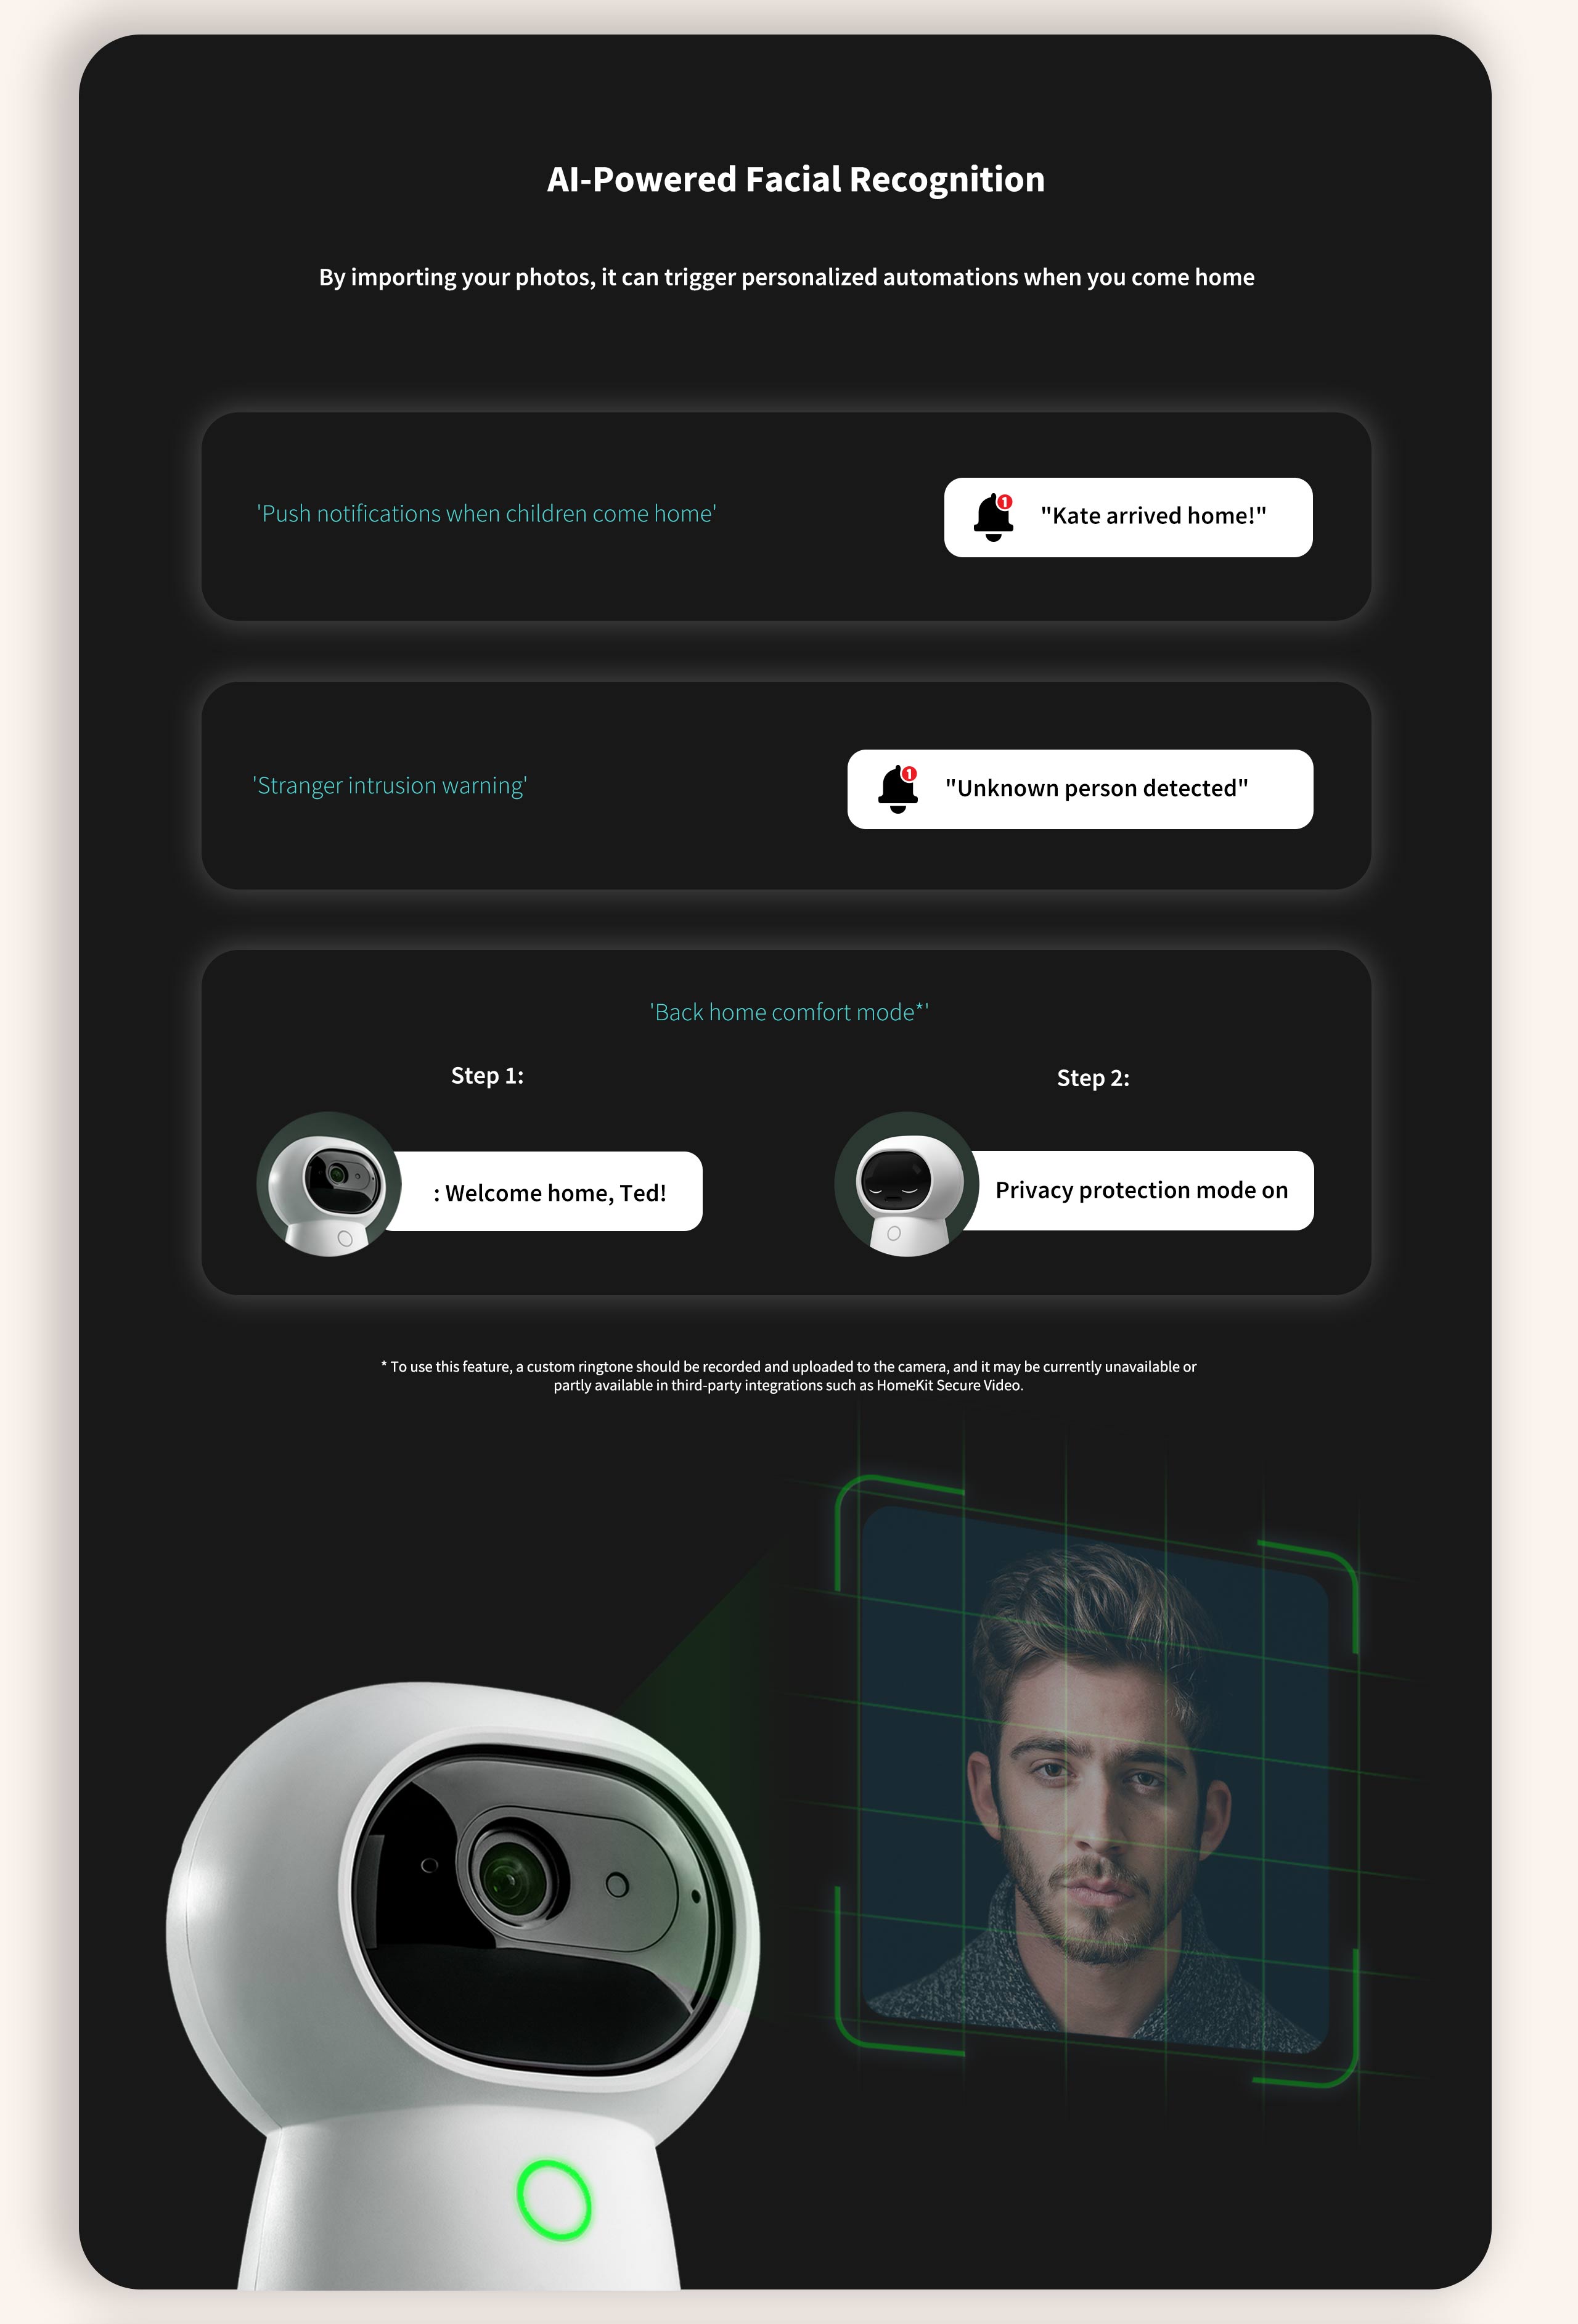 AI-Powered Facial Recognition
By importing your photos, it can trigger personalized automations when you come home
'Push notifications when children come home'
1
"Kate arrived home!"
'Stranger intrusion warning'
1
"Unknown person detected"
'Back home comfort mode*'
Step 1:
: Welcome home, Ted!
Step 2:
Privacy protection mode on
* To use this feature, a custom ringtone should be recorded and uploaded to the camera, and it may be currently unavailable or
partly available in third-party integrations such as HomeKit Secure Video.